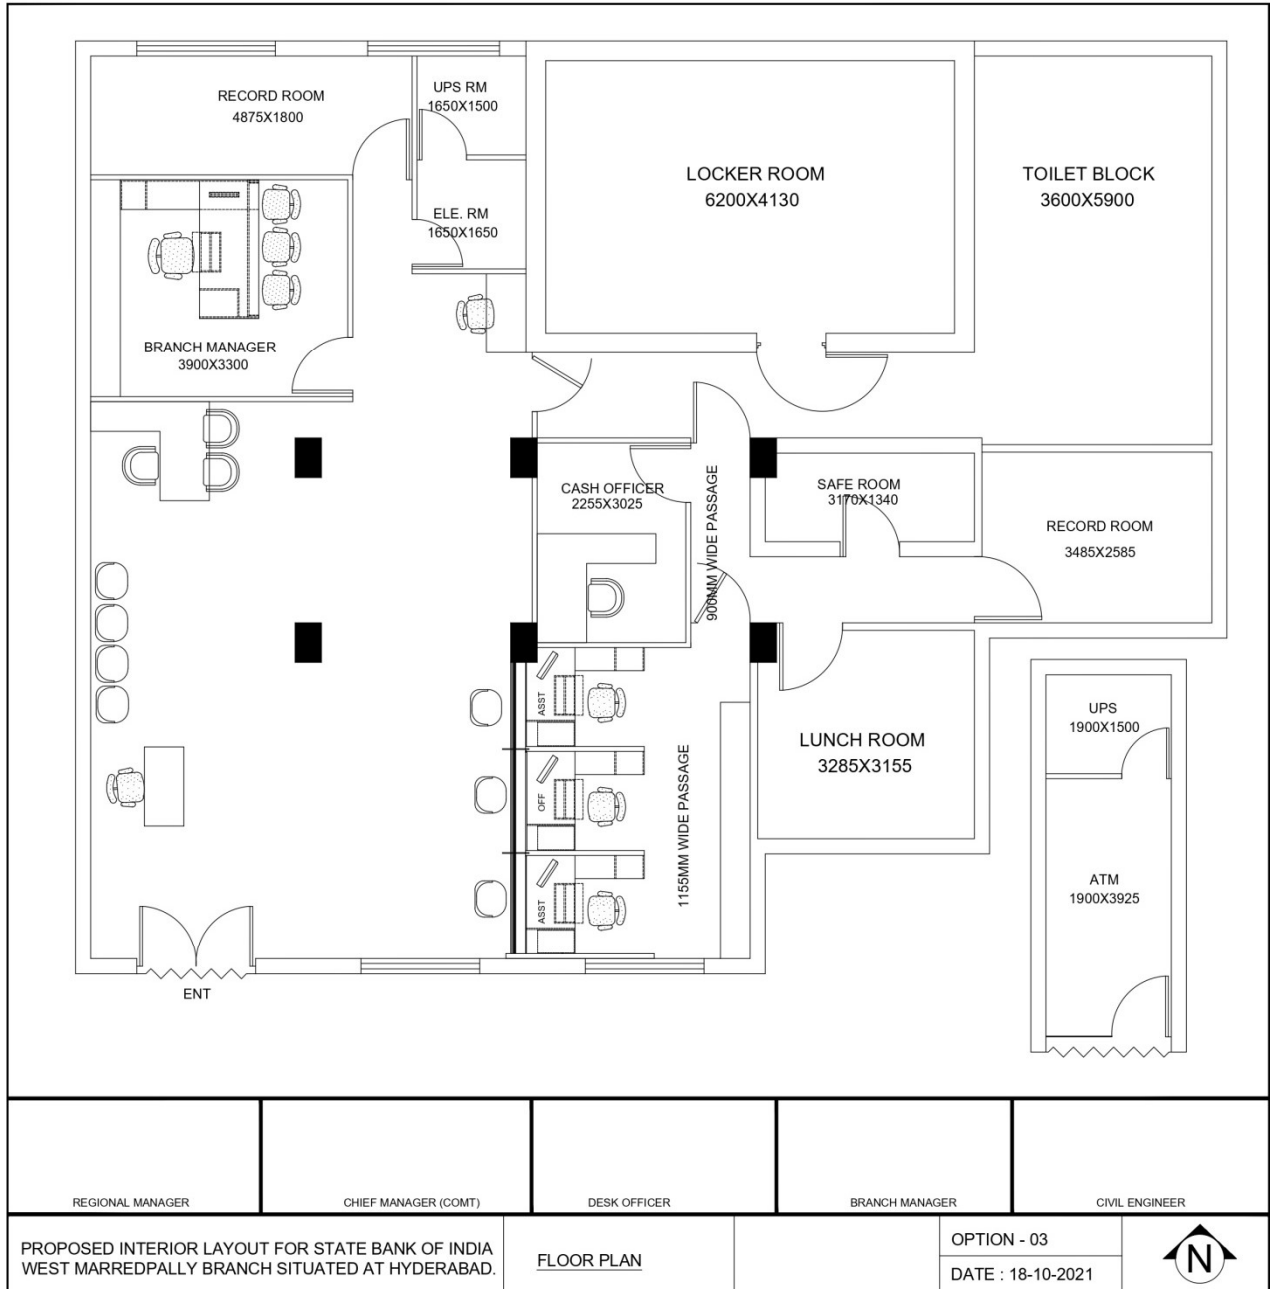 RECORD ROOM
4875X1800
UPS RM
1650X1500
LOCKER ROOM
6200X4130
TOILET BLOCK
3600X5900
ELE. RM
1650X1650
BRANCH MANAGER
3900X3300
CASH OFFICER
2255X3025
900MM WIDE PASSAGE
SAFE ROOM
3170X1340
RECORD ROOM
3485X2585
ASST
OFF
ASST
1155MM WIDE PASSAGE
LUNCH ROOM
3285X3155
UPS
1900X1500
ATM
1900X3925
ENT
REGIONAL MANAGER
CHIEF MANAGER (COMT)
DESK OFFICER
BRANCH MANAGER
CIVIL ENGINEER
PROPOSED INTERIOR LAYOUT FOR STATE BANK OF INDIA
WEST MARREDPALLY BRANCH SITUATED AT HYDERABAD.
FLOOR PLAN
OPTION - 03
DATE : 18-10-2021
N